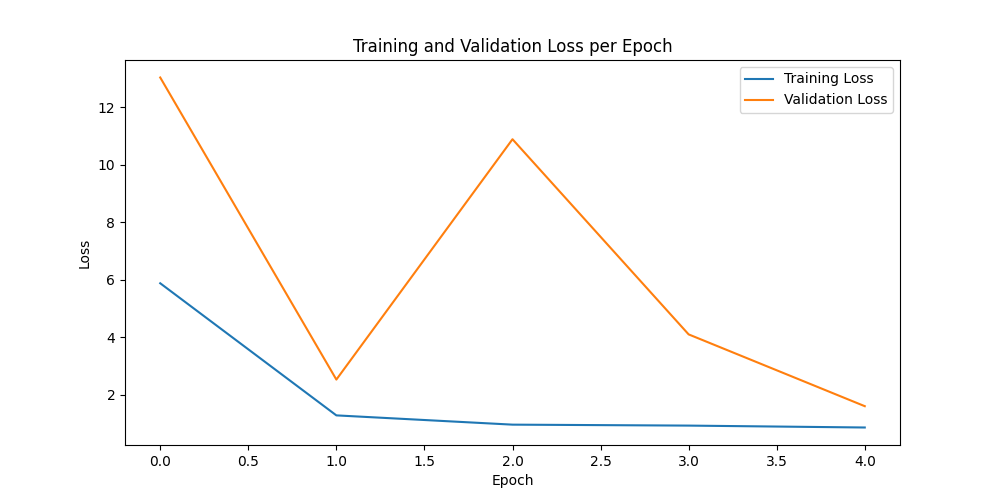 Training and Validation Loss per Epoch
Training Loss
Validation Loss
12
10
8
6
4
2
Loss
0.0 0.5 1.0 1.5 2.0 2.5 3.0 3.5 4.0
Epoch